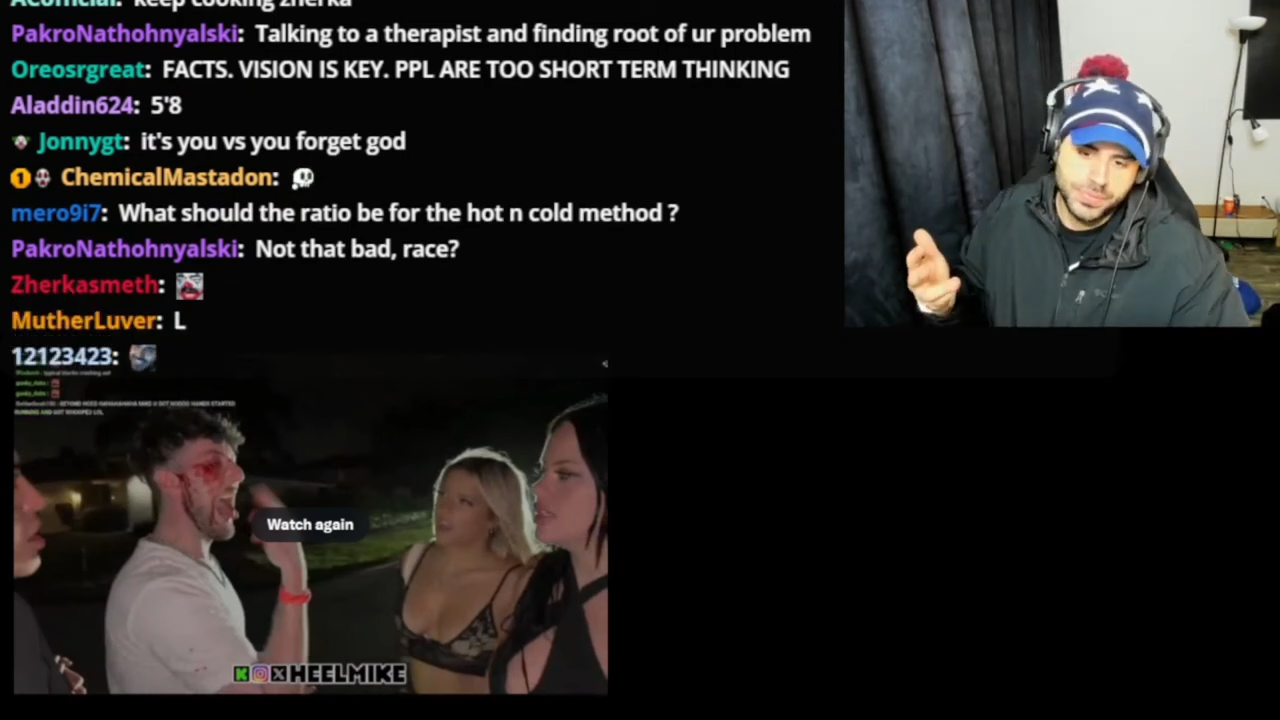 ACofficial: keep cooking zherka
PakroNathohnyalski: Talking to a therapist and finding root of ur problem
Oreosrgreat: FACTS. VISION IS KEY. PPL ARE TOO SHORT TERM THINKING
Aladdin624: 5'8
Jonnygt: it's you vs you forget god
1 ChemicalMastadon:
mero9i7: What should the ratio be for the hot n cold method ?
PakroNathohnyalski: Not that bad, race?
Zherkasmeth:
MutherLuver: L
12123423:
Watch again
K X HEELMIKE